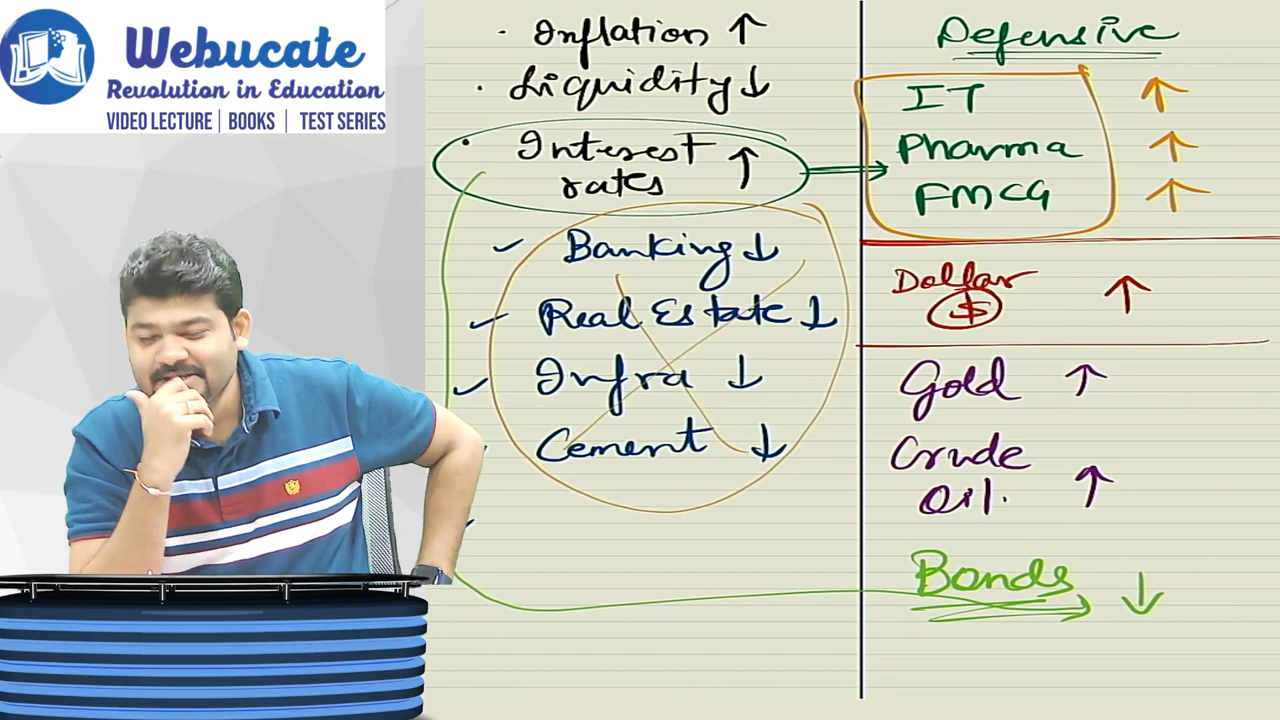 Webucate
Revolution in Education
VIDEO LECTURE | BOOKS | TEST SERIES
· Inflation ↑
· Liquidity ↓
· Interest
rates ↑
✓ Banking ↓
✓ Real Estate ↓
✓ Infra ↓
Cement ↓
Defensive
IT ↑
Pharma ↑
FMCG ↑
Dollar
$ ↑
Gold ↑
Crude
Oil. ↑
Bonds ↓